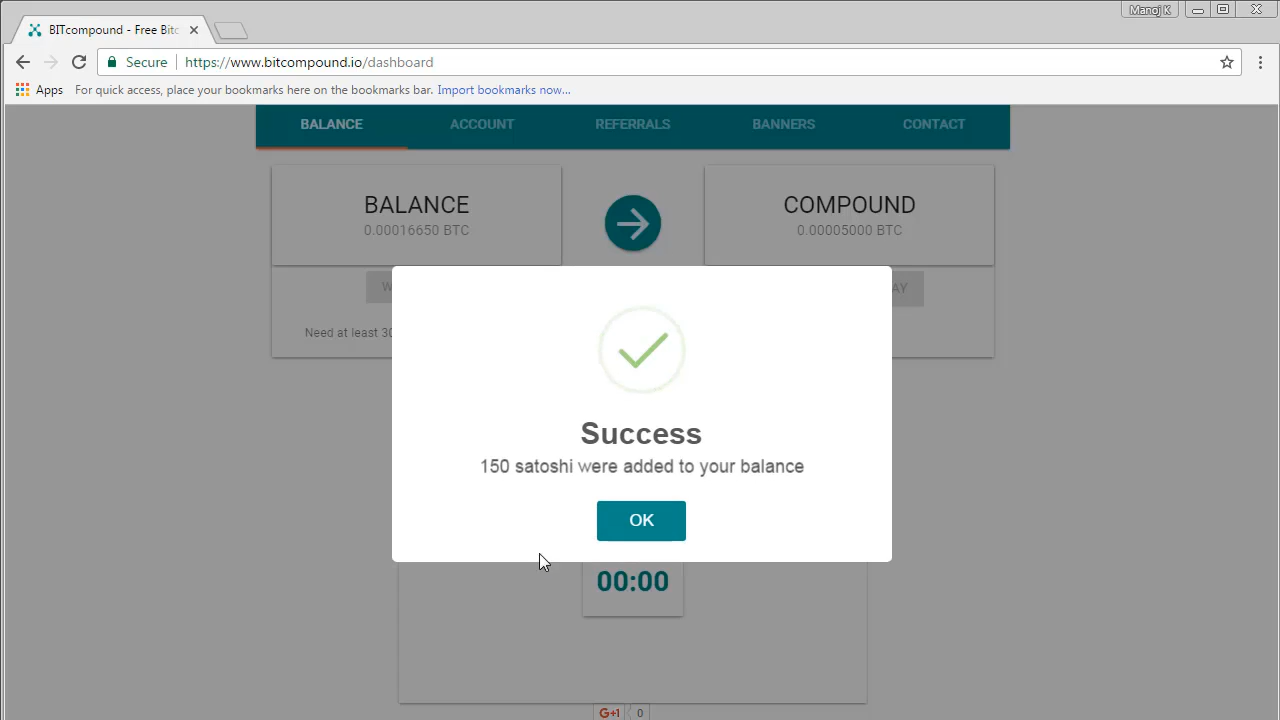 Manoj K
BITcompound - Free Bitc
Secure
https://www.bitcompound.io/dashboard
Apps
For quick access, place your bookmarks here on the bookmarks bar. Import bookmarks now...
BALANCE ACCOUNT REFERRALS BANNERS CONTACT
BALANCE
0.00016650 BTC
COMPOUND
0.00005000 BTC
W
AY
Need at least 30
Success
150 satoshi were added to your balance
OK
00:00
G+1 0